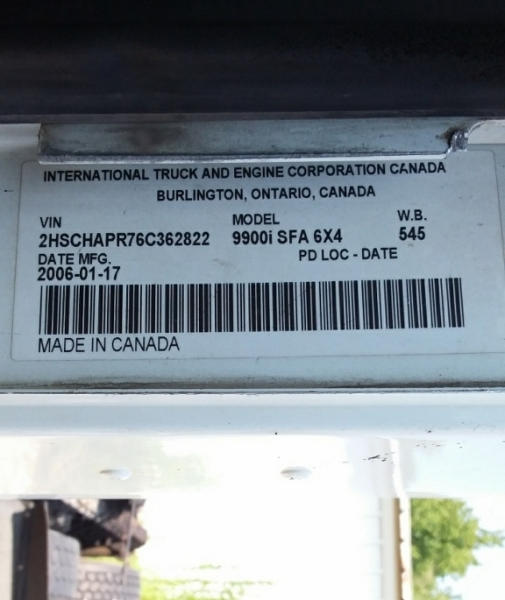 INTERNATIONAL TRUCK AND ENGINE CORPORATION CANADA
BURLINGTON, ONTARIO, CANADA
VIN MODEL W.B.
2HSCHAPR76C362822 9900i SFA 6X4 545
DATE MFG. PD LOC - DATE
2006-01-17
MADE IN CANADA